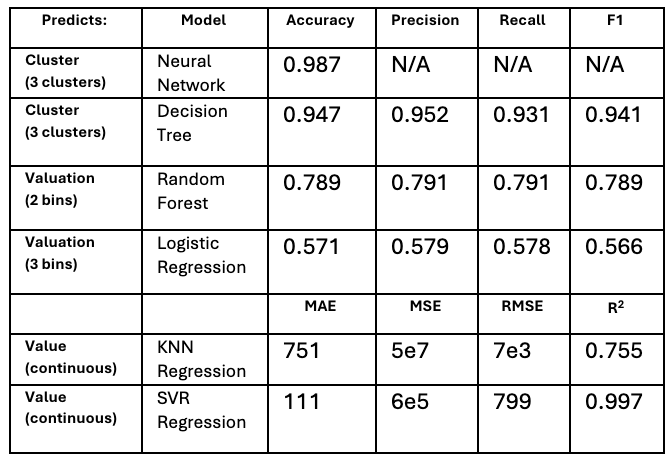 Predicts: Model Accuracy Precision Recall F1
Cluster (3 clusters) Neural Network 0.987 N/A N/A N/A
Cluster (3 clusters) Decision Tree 0.947 0.952 0.931 0.941
Valuation (2 bins) Random Forest 0.789 0.791 0.791 0.789
Valuation (3 bins) Logistic Regression 0.571 0.579 0.578 0.566
MAE MSE RMSE R²
Value (continuous) KNN Regression 751 5e7 7e3 0.755
Value (continuous) SVR Regression 111 6e5 799 0.997